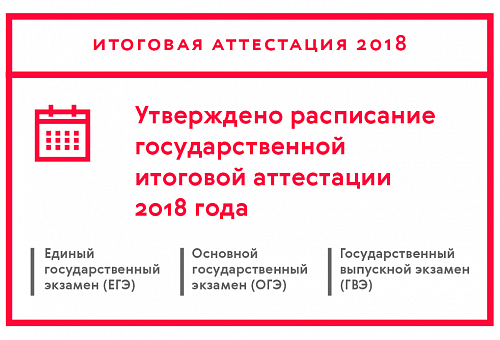 ИТОГОВАЯ АТТЕСТАЦИЯ 2018
Утверждено расписание
государственной
итоговой аттестации
2018 года
Единый
государственный
экзамен (ЕГЭ)
Основной
государственный
экзамен (ОГЭ)
Государственный
выпускной экзамен
(ГВЭ)